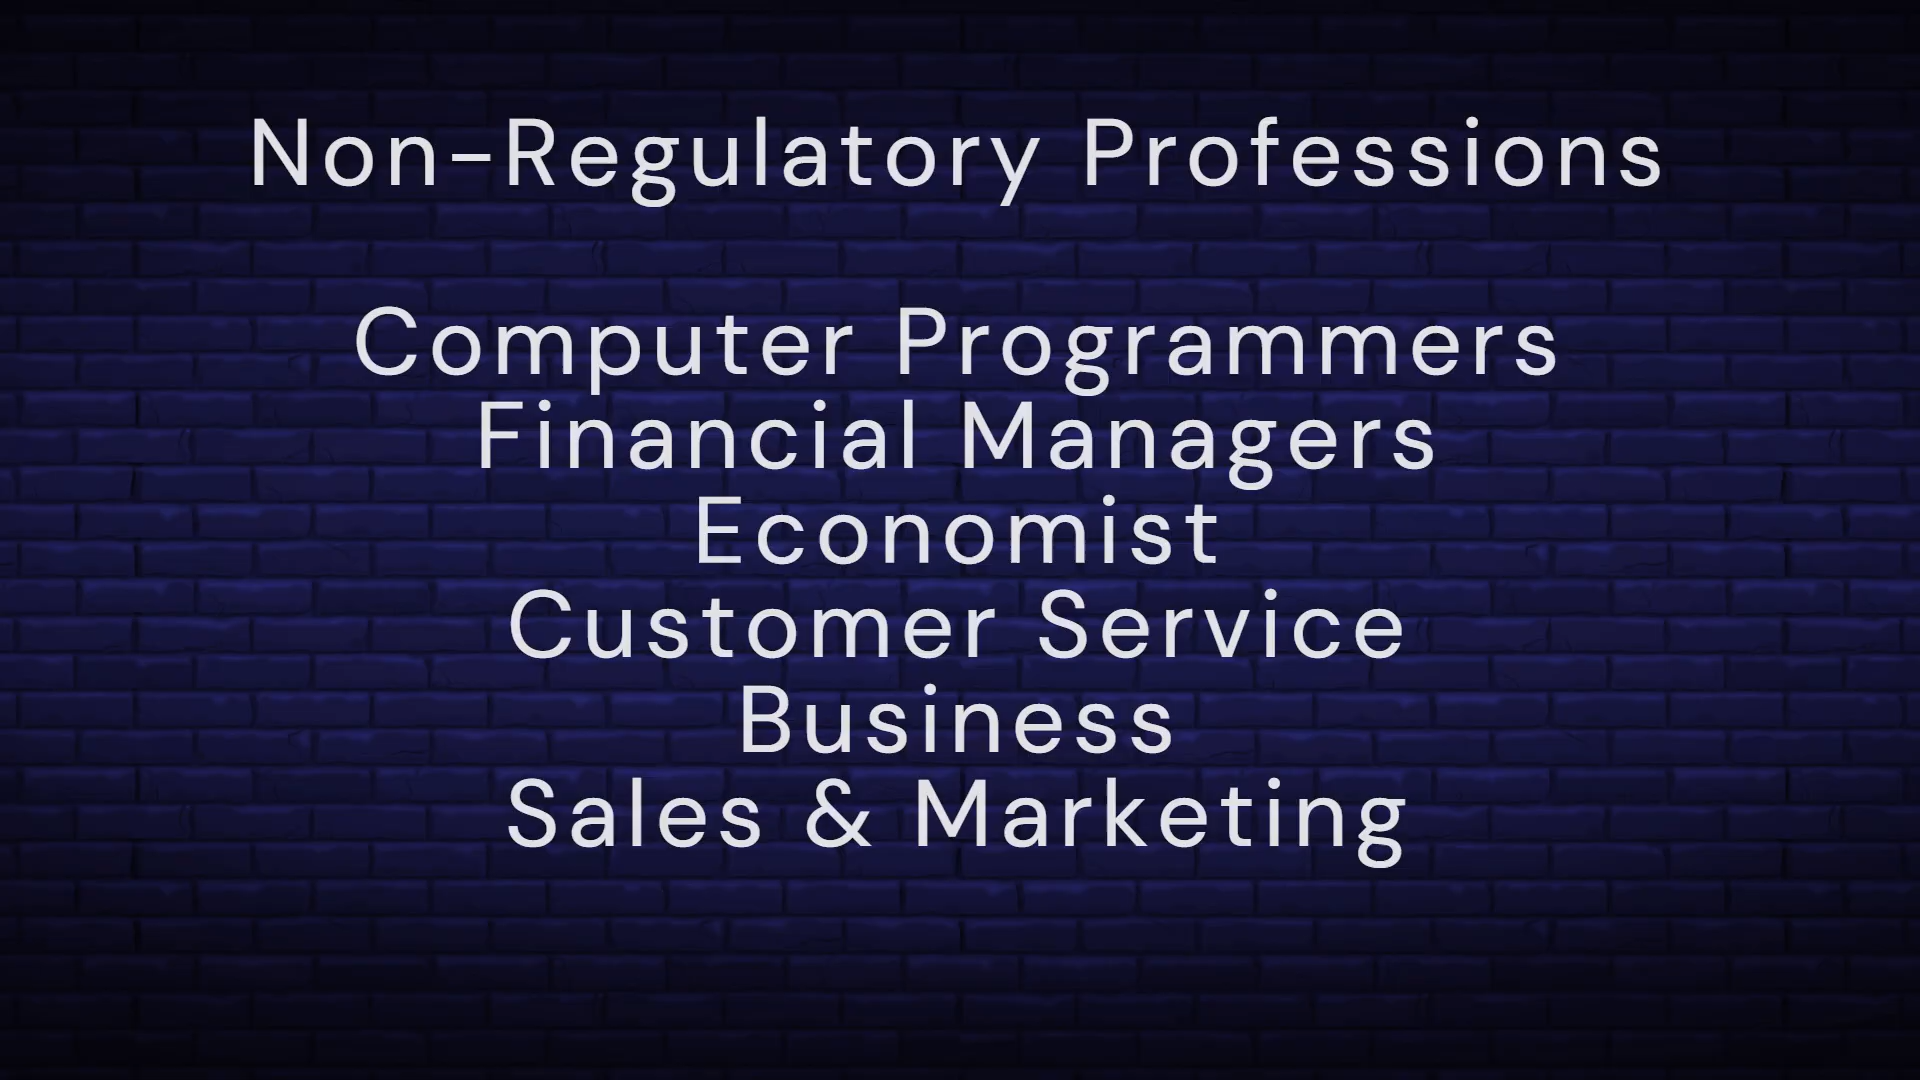 Non-Regulatory Professions
Computer Programmers
Financial Managers
Economist
Customer Service
Business
Sales & Marketing